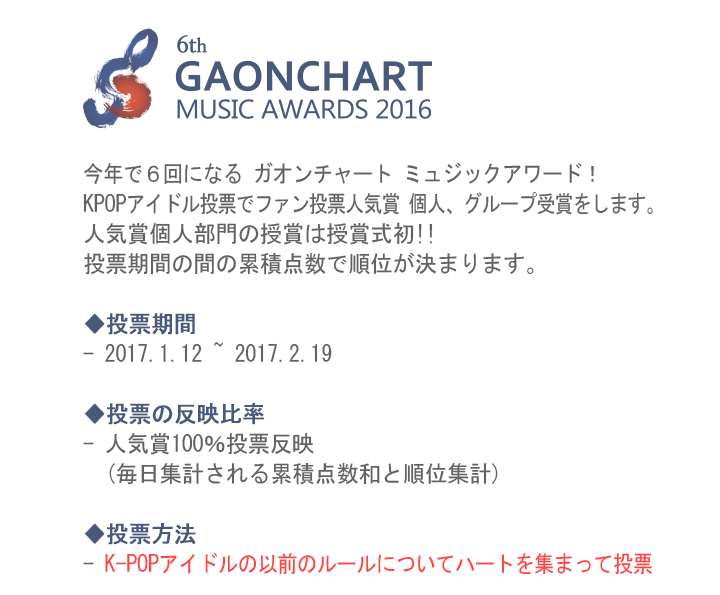 6th
GAONCHART
MUSIC AWARDS 2016
今年で６回になる ガオンチャート ミュジックアワード！
KPOPアイドル投票でファン投票人気賞 個人、グループ受賞をします。
人気賞個人部門の授賞は授賞式初!!
投票期間の間の累積点数で順位が決まります。
◆投票期間
- 2017.1.12 ~ 2017.2.19
◆投票の反映比率
- 人気賞100％投票反映
(毎日集計される累積点数和と順位集計)
◆投票方法
- K-POPアイドルの以前のルールについてハートを集まって投票